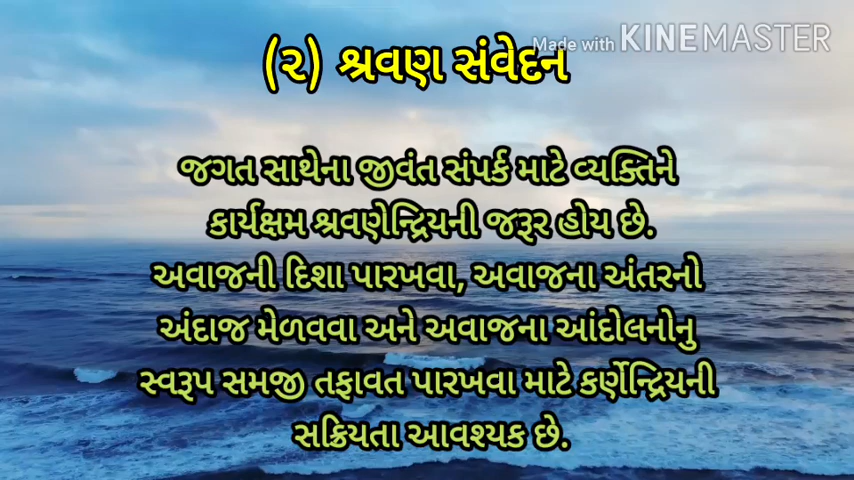 Made with KINEMASTER
(૨) શ્રવણ સંવેદન
જગત સાથેના જીવંત સંપર્ક માટે વ્યક્તિને
કાર્યક્ષમ શ્રવણેન્દ્રિયની જરૂર હોય છે.
અવાજની દિશા પારખવા, અવાજના અંતરનો
અંદાજ મેળવવા અને અવાજના આંદોલનોનુ
સ્વરૂપ સમજી તફાવત પારખવા માટે કર્ણેન્દ્રિયની
સક્રિયતા આવશ્યક છે.